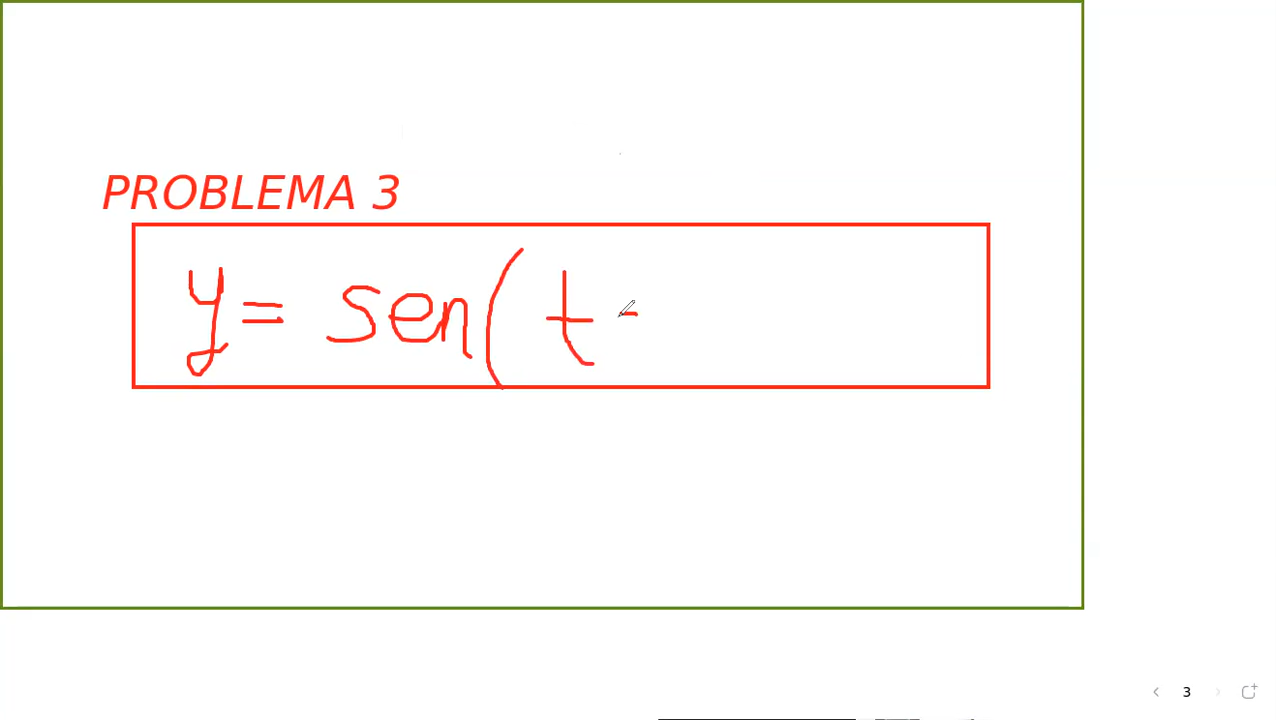 PROBLEMA 3
y = sen( t -
3